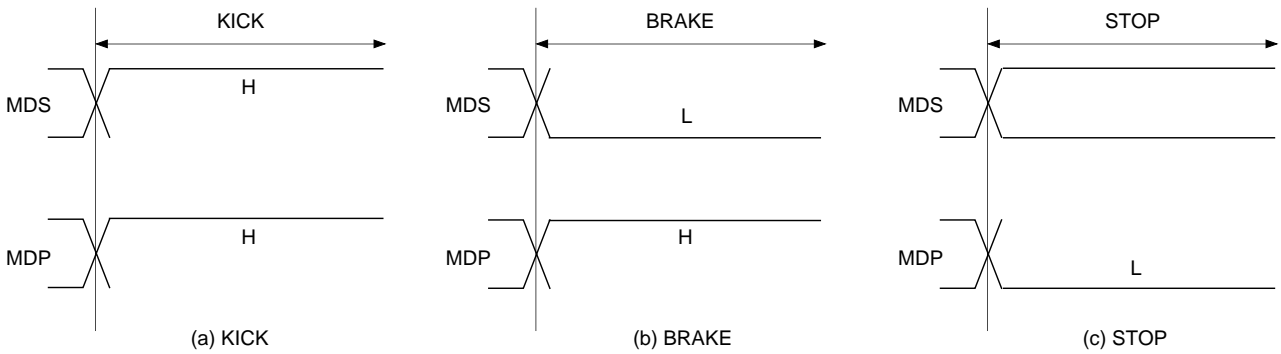 KICK
BRAKE
STOP
MDS
H
MDS
L
MDS
MDP
H
MDP
H
MDP
L
(a) KICK
(b) BRAKE
(c) STOP